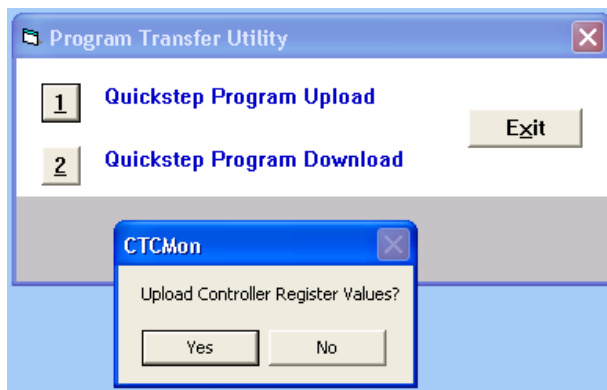 Program Transfer Utility
1 Quickstep Program Upload
Exit
2 Quickstep Program Download
CTCMon
Upload Controller Register Values?
Yes No